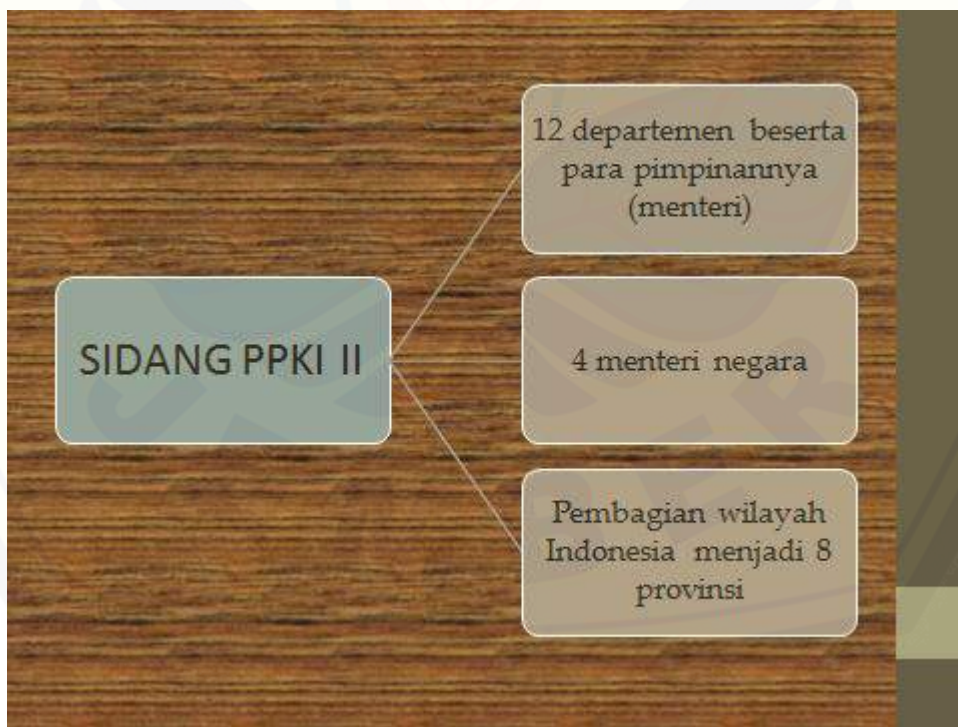 12 departemen beserta
para pimpinannya
(menteri)
SIDANG PPKI II
4 menteri negara
Pembagian wilayah
Indonesia menjadi 8
provinsi